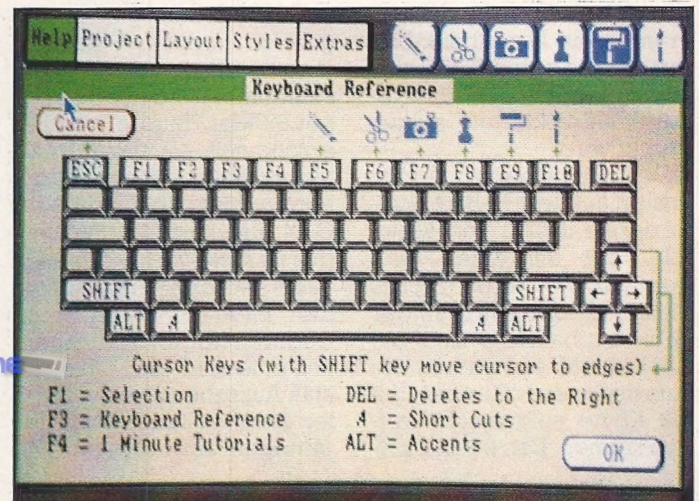 Help Project Layout Styles Extras
Keyboard Reference
Cancel
ESC F1 F2 F3 F4 F5 F6 F7 F8 F9 F10 DEL
SHIFT SHIFT ← →
ALT A A ALT ↓
Cursor Keys (with SHIFT key move cursor to edges)
F1 = Selection DEL = Deletes to the Right
F3 = Keyboard Reference A = Short Cuts
F4 = 1 Minute Tutorials ALT = Accents
OK